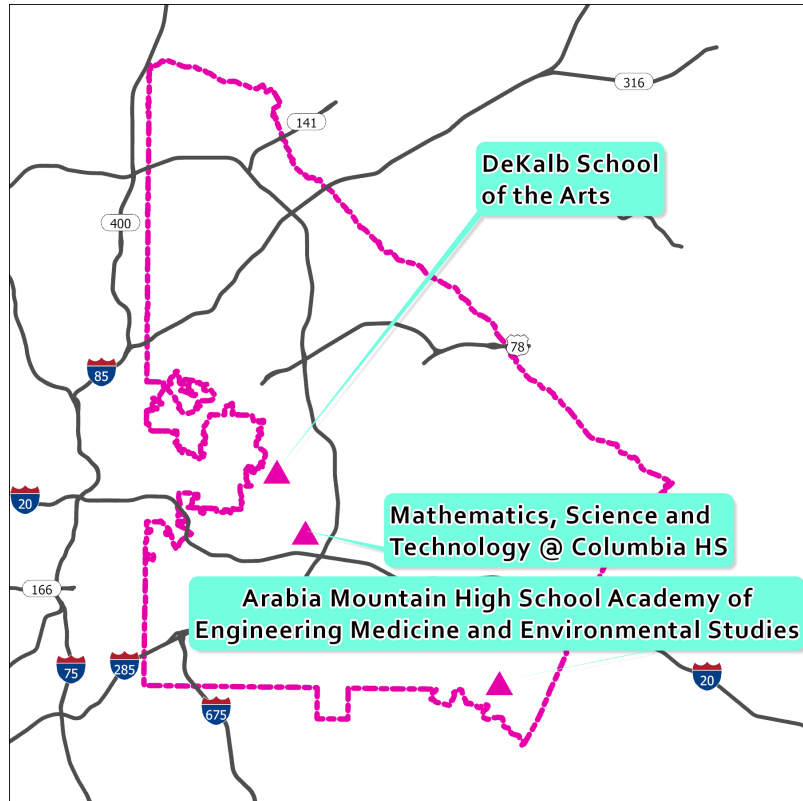 316
141
DeKalb School
of the Arts
400
78
85
20
Mathematics, Science and
Technology @ Columbia HS
166
Arabia Mountain High School Academy of
Engineering Medicine and Environmental Studies
75
285
20
675